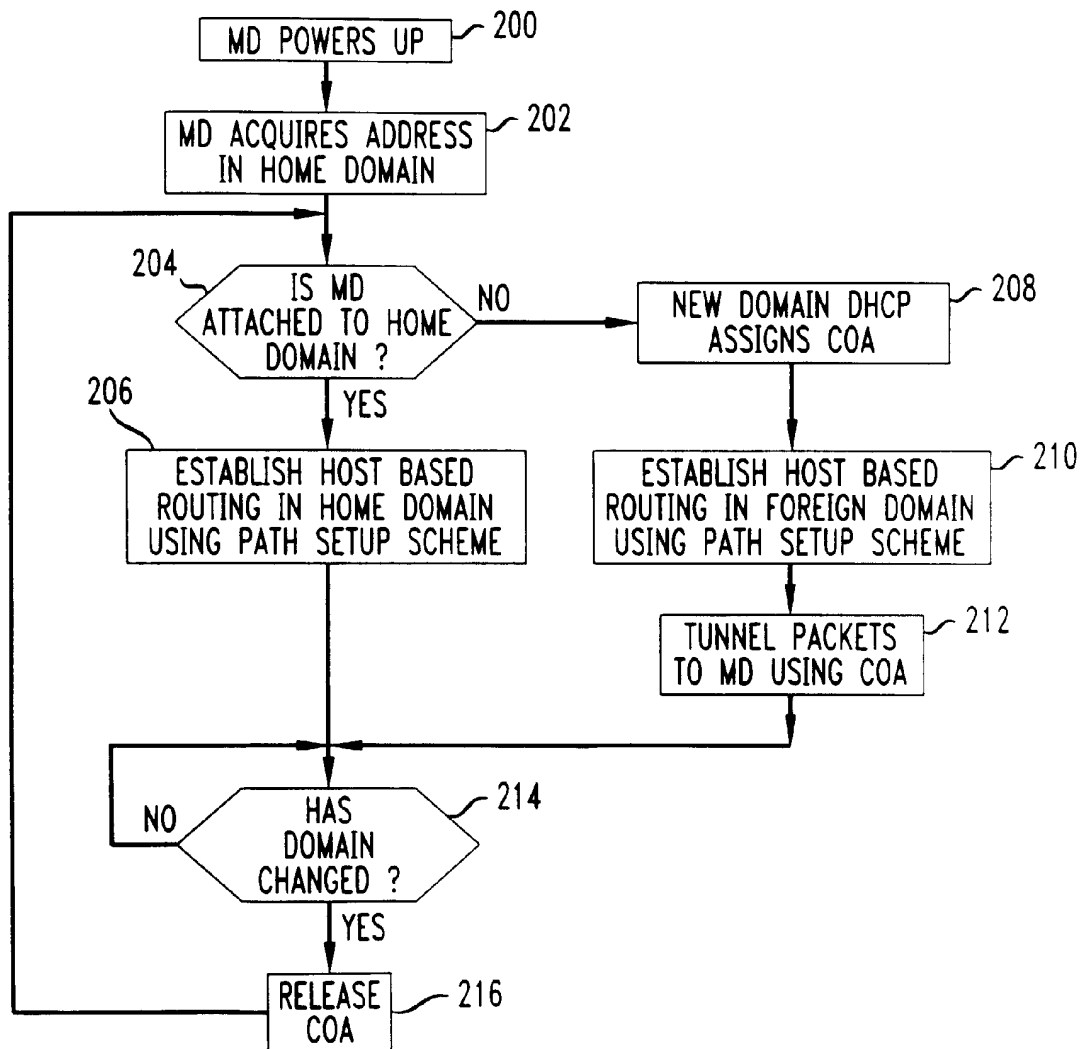 MD POWERS UP
200
MD ACQUIRES ADDRESS
IN HOME DOMAIN
202
204
IS MD
ATTACHED TO HOME
DOMAIN ?
NO
YES
NEW DOMAIN DHCP
ASSIGNS COA
208
206
ESTABLISH HOST BASED
ROUTING IN HOME DOMAIN
USING PATH SETUP SCHEME
ESTABLISH HOST BASED
ROUTING IN FOREIGN DOMAIN
USING PATH SETUP SCHEME
210
TUNNEL PACKETS
TO MD USING COA
212
HAS
DOMAIN
CHANGED ?
214
NO
YES
RELEASE
COA
216